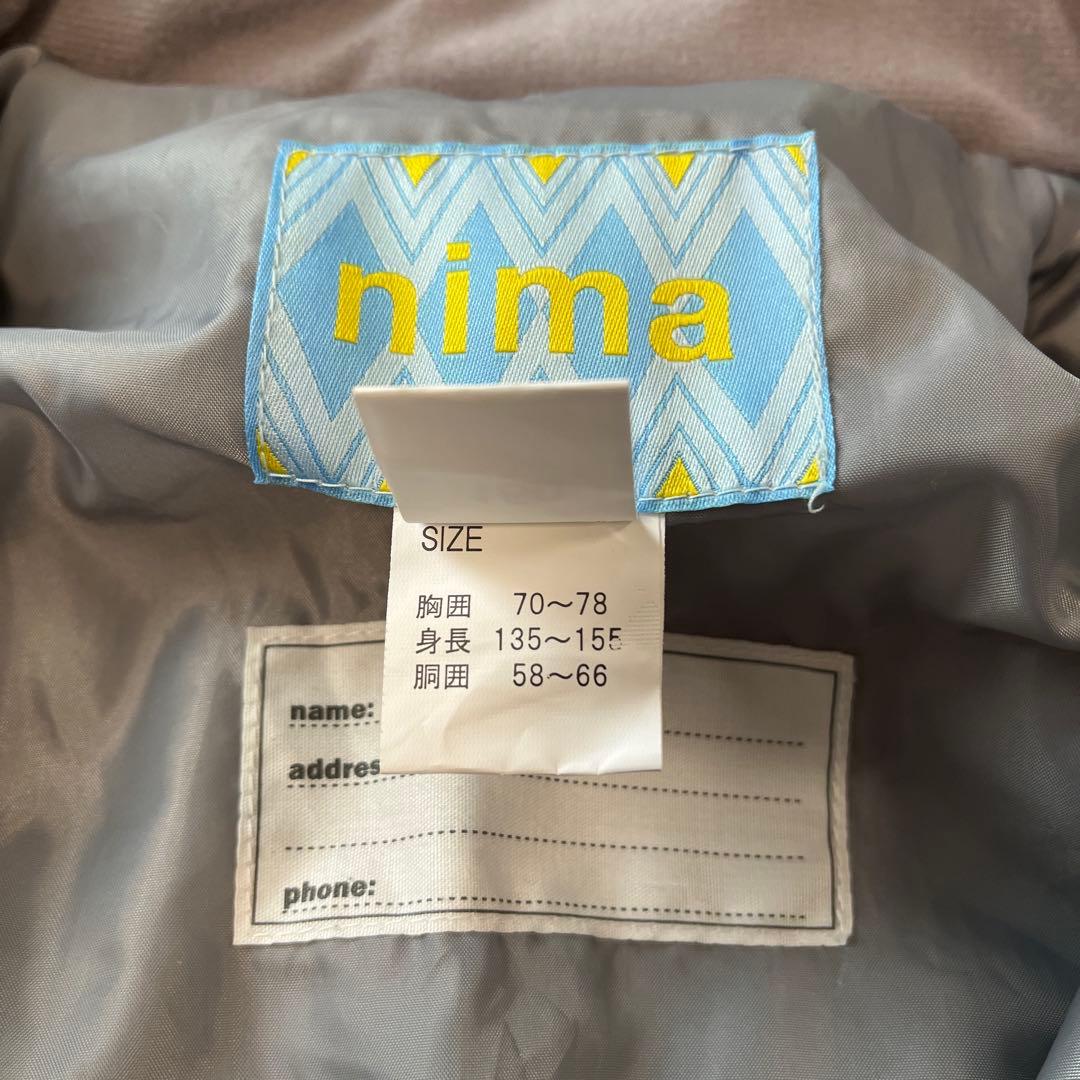 nima
SIZE
胸囲 70～78
身長 135～155
胴囲 58～66
name:
addres
phone: